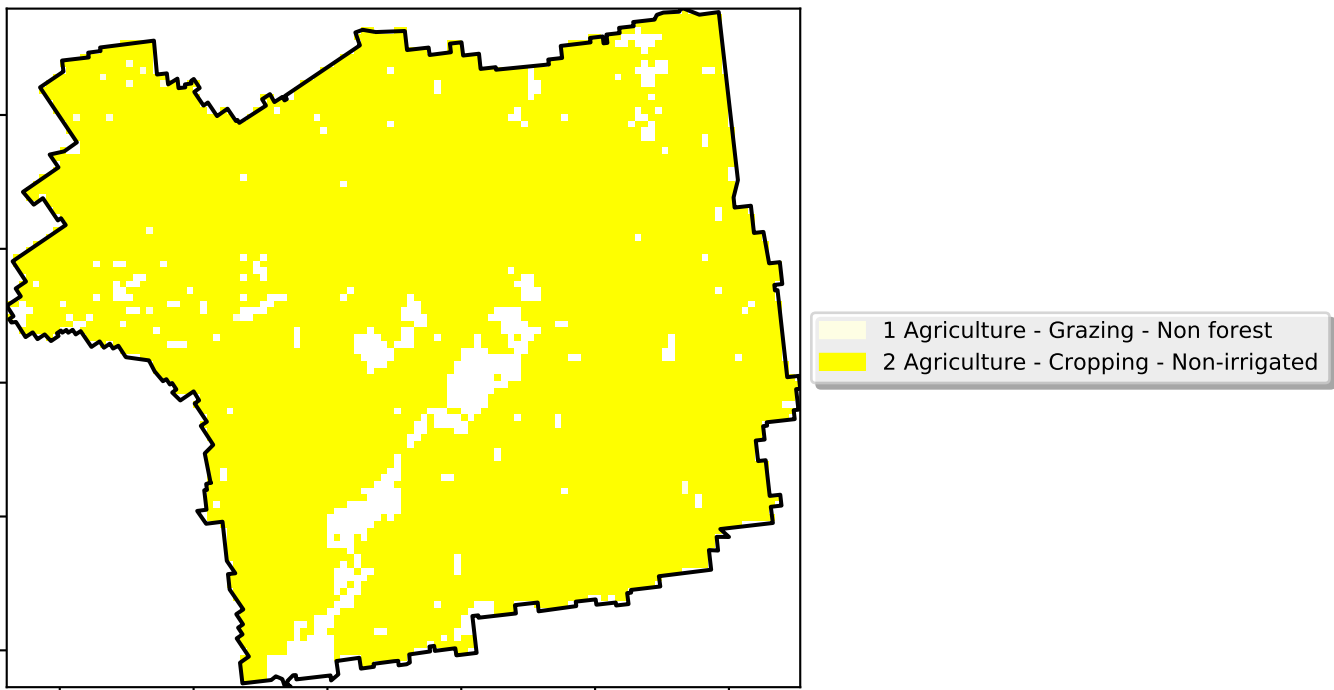 1 Agriculture - Grazing - Non forest
2 Agriculture - Cropping - Non-irrigated